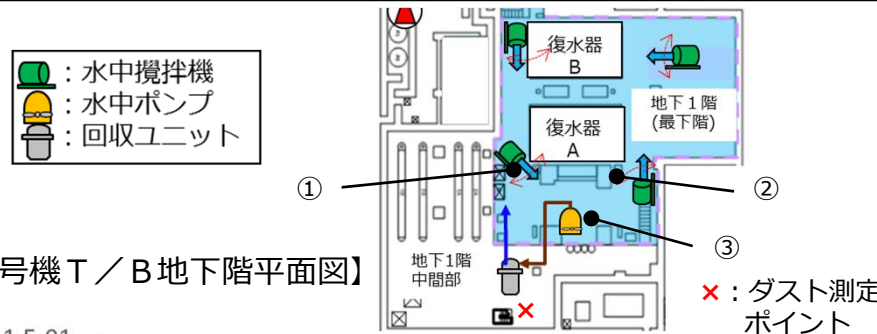 ：水中攪拌機
：水中ポンプ
：回収ユニット
復水器
B
地下１階
(最下階)
復水器
A
①
②
③
地下1階
中間部
号機Ｔ／Ｂ地下階平面図】
×：ダスト測定
ポイント